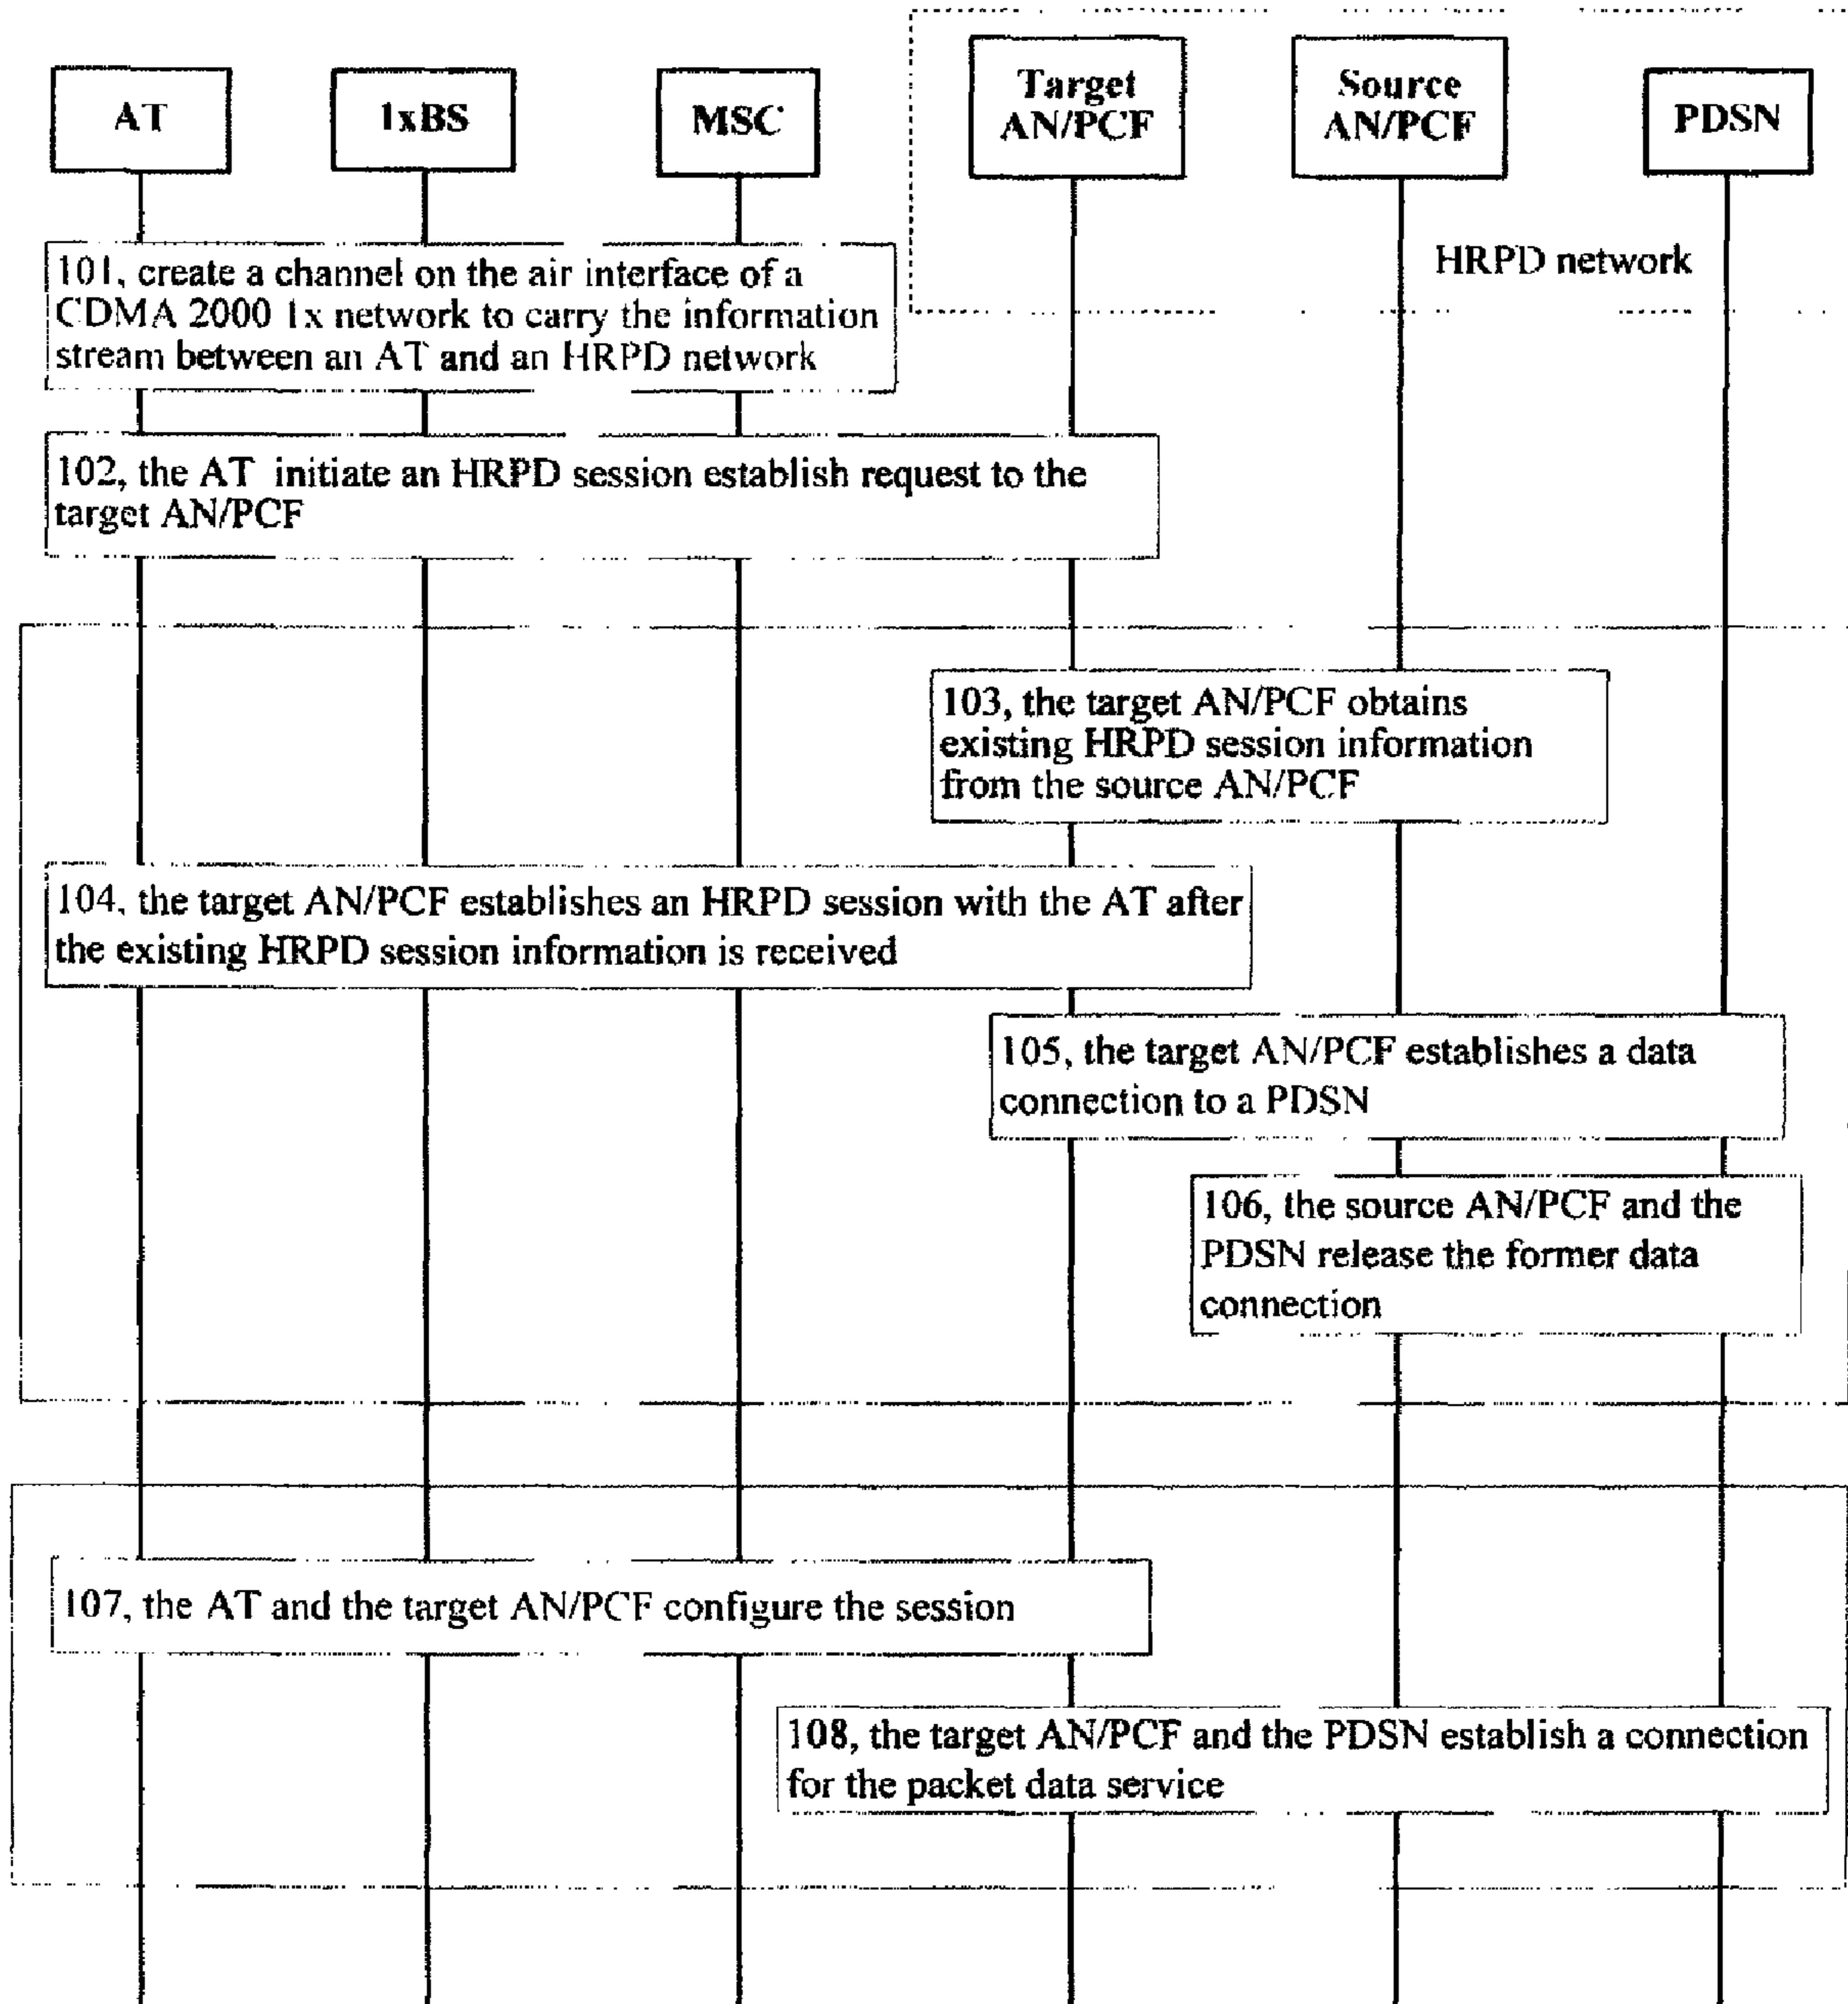 AT
1xBS
MSC
Target
AN/PCF
Source
AN/PCF
PDSN
HRPD network
101, create a channel on the air interface of a
CDMA 2000 1x network to carry the information
stream between an AT and an HRPD network
102, the AT initiate an HRPD session establish request to the
target AN/PCF
103, the target AN/PCF obtains
existing HRPD session information
from the source AN/PCF
104, the target AN/PCF establishes an HRPD session with the AT after
the existing HRPD session information is received
105, the target AN/PCF establishes a data
connection to a PDSN
106, the source AN/PCF and the
PDSN release the former data
connection
107, the AT and the target AN/PCF configure the session
108, the target AN/PCF and the PDSN establish a connection
for the packet data service